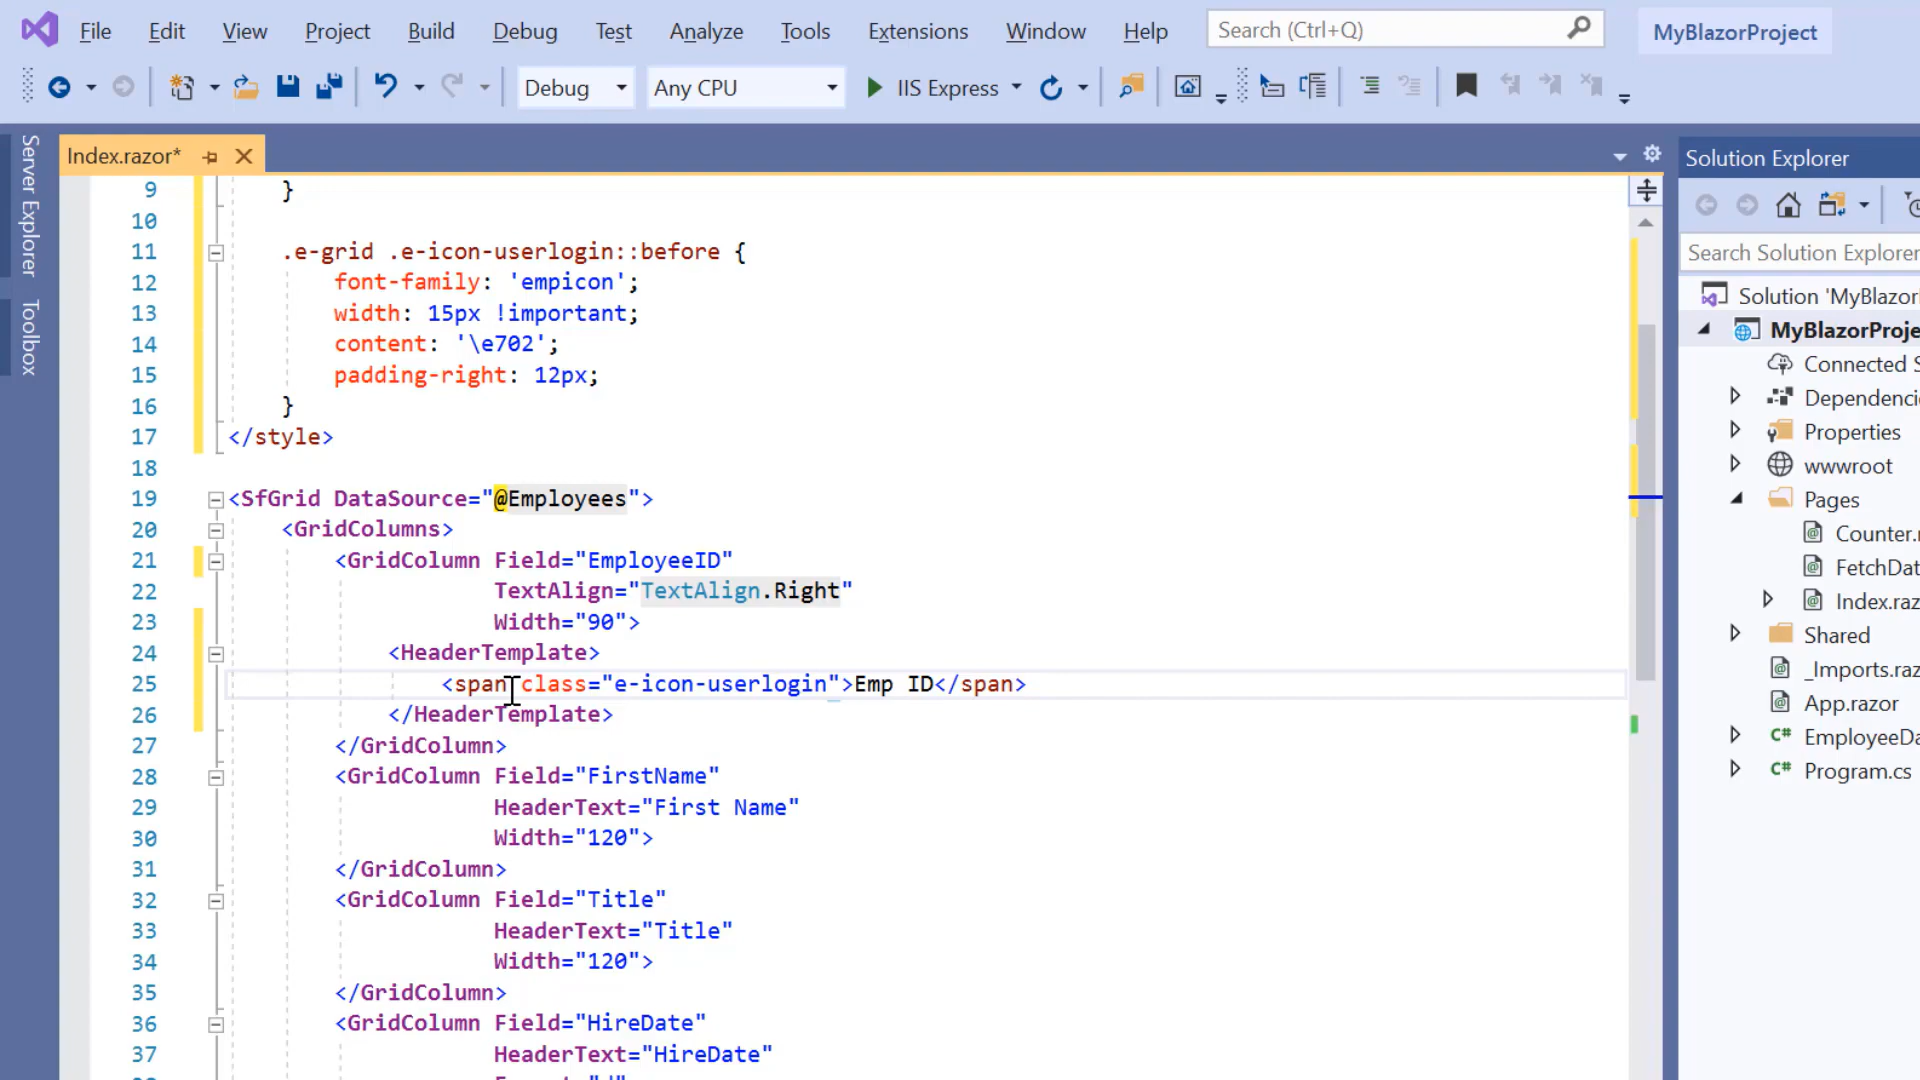 File Edit View Project Build Debug Test Analyze Tools Extensions Window Help Search (Ctrl+Q) MyBlazorProject
Debug Any CPU IIS Express
Server Explorer
Toolbox
Index.razor*
9 }
10
11 .e-grid .e-icon-userlogin::before {
12 font-family: 'empicon';
13 width: 15px !important;
14 content: '\e702';
15 padding-right: 12px;
16 }
17 </style>
18
19 <SfGrid DataSource="@Employees">
20 <GridColumns>
21 <GridColumn Field="EmployeeID"
22 TextAlign="TextAlign.Right"
23 Width="90">
24 <HeaderTemplate>
25 <span class="e-icon-userlogin">Emp ID</span>
26 </HeaderTemplate>
27 </GridColumn>
28 <GridColumn Field="FirstName"
29 HeaderText="First Name"
30 Width="120">
31 </GridColumn>
32 <GridColumn Field="Title"
33 HeaderText="Title"
34 Width="120">
35 </GridColumn>
36 <GridColumn Field="HireDate"
37 HeaderText="HireDate"
Solution Explorer
Search Solution Explorer
Solution 'MyBlazorP
MyBlazorProje
Connected S
Dependenci
Properties
wwwroot
Pages
Counter.r
FetchDat
Index.raz
Shared
_Imports.raz
App.razor
EmployeeDa
C# Program.cs